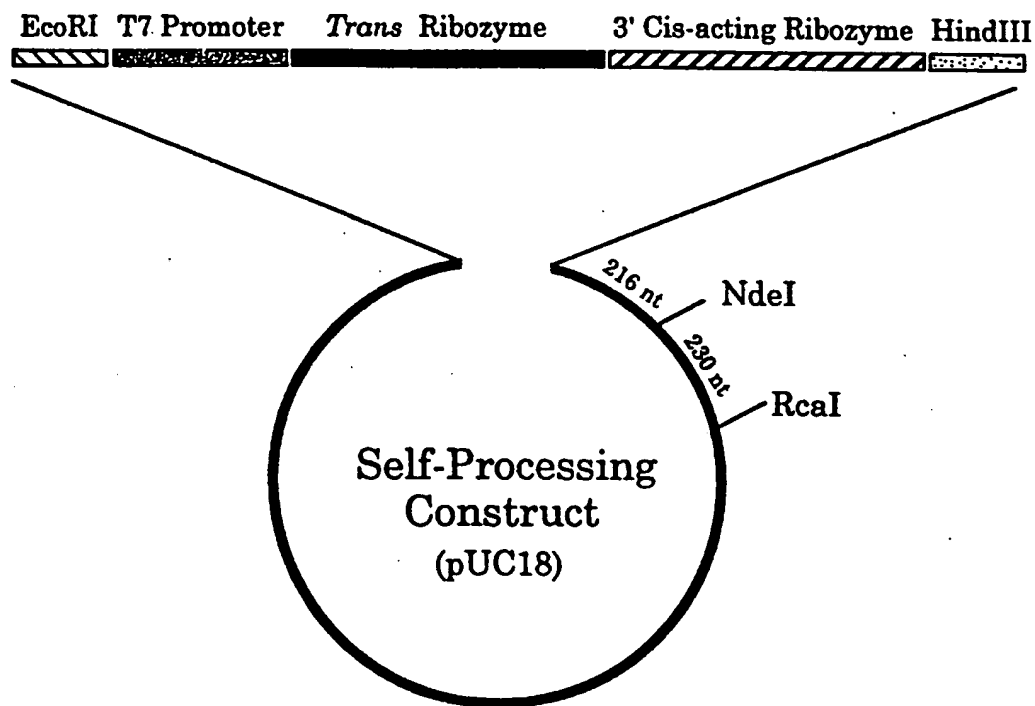 EcoRI T7 Promoter Trans Ribozyme 3' Cis-acting Ribozyme HindIII
216 nt
NdeI
230 nt
RcaI
Self-Processing
Construct
(pUC18)